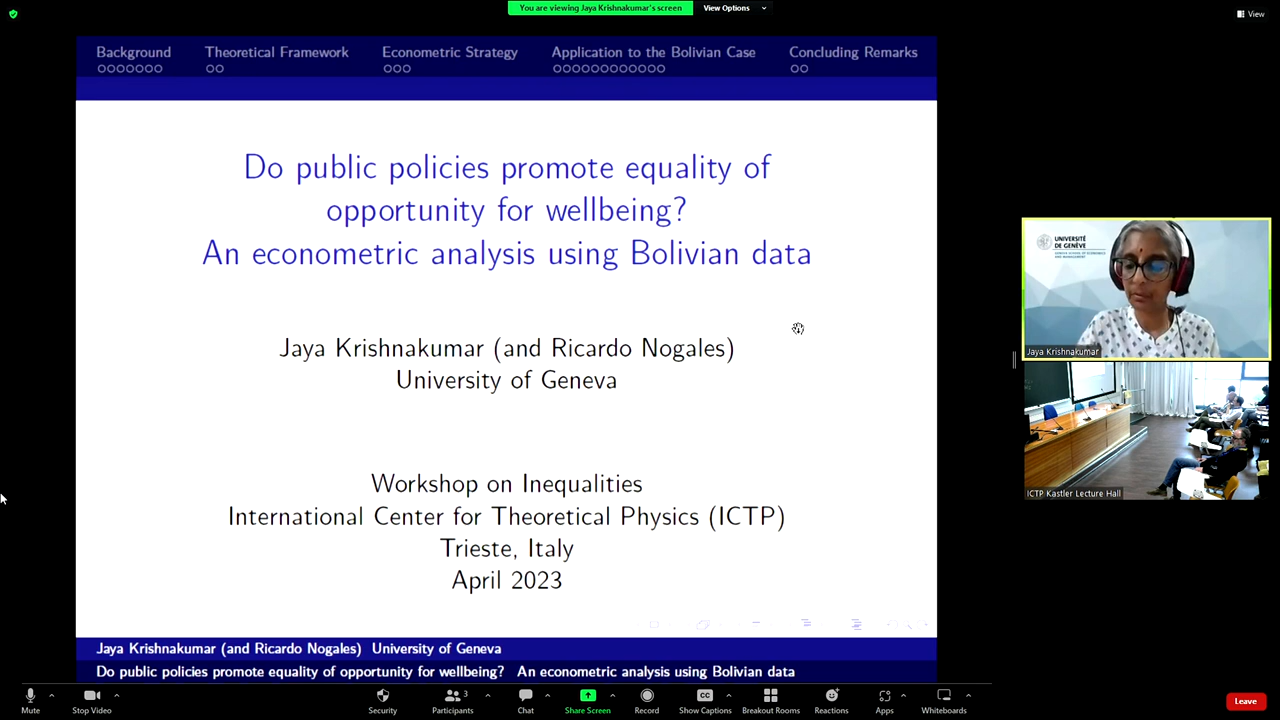 You are viewing Jaya Krishnakumar's screen
View Options
View
Background
Theoretical Framework
Econometric Strategy
Application to the Bolivian Case
Concluding Remarks
Do public policies promote equality of
opportunity for wellbeing?
An econometric analysis using Bolivian data
Jaya Krishnakumar (and Ricardo Nogales)
University of Geneva
Workshop on Inequalities
International Center for Theoretical Physics (ICTP)
Trieste, Italy
April 2023
Jaya Krishnakumar (and Ricardo Nogales) University of Geneva
Do public policies promote equality of opportunity for wellbeing? An econometric analysis using Bolivian data
UNIVERSITÉ
DE GENÈVE
Jaya Krishnakumar
ICTP Kastler Lecture Hall
Mute
Stop Video
Security
Participants
3
Chat
Share Screen
Record
CC
Show Captions
Breakout Rooms
Reactions
Apps
Whiteboards
Leave